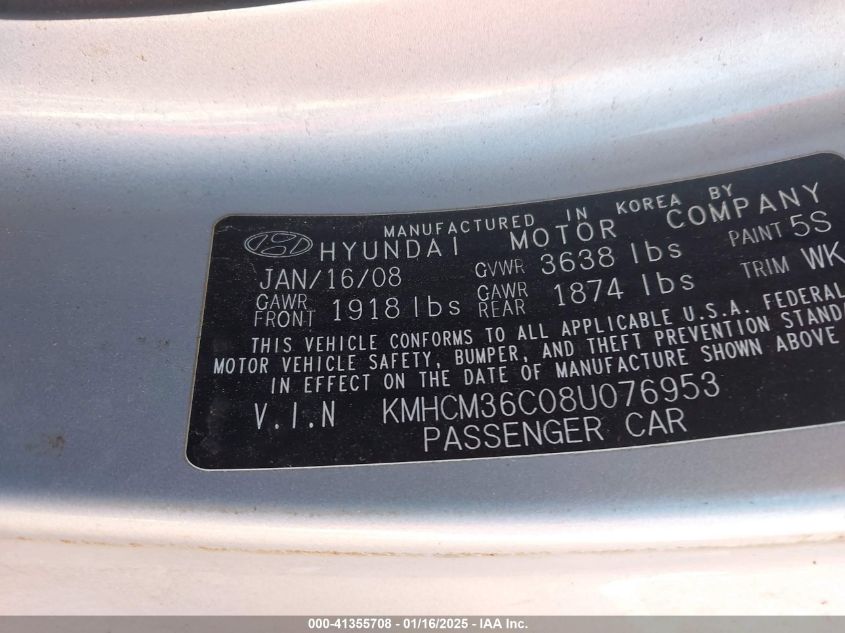 MANUFACTURED IN KOREA BY
HYUNDAI MOTOR COMPANY
JAN/16/08 GVWR 3638 lbs PAINT 5S
GAWR FRONT 1918 lbs GAWR REAR 1874 lbs TRIM WK
THIS VEHICLE CONFORMS TO ALL APPLICABLE U.S.A. FEDERAL
MOTOR VEHICLE SAFETY, BUMPER, AND THEFT PREVENTION STANDA
IN EFFECT ON THE DATE OF MANUFACTURE SHOWN ABOVE
V.I.N KMHCM36C08U076953
PASSENGER CAR
000-41355708 - 01/16/2025 - IAA Inc.